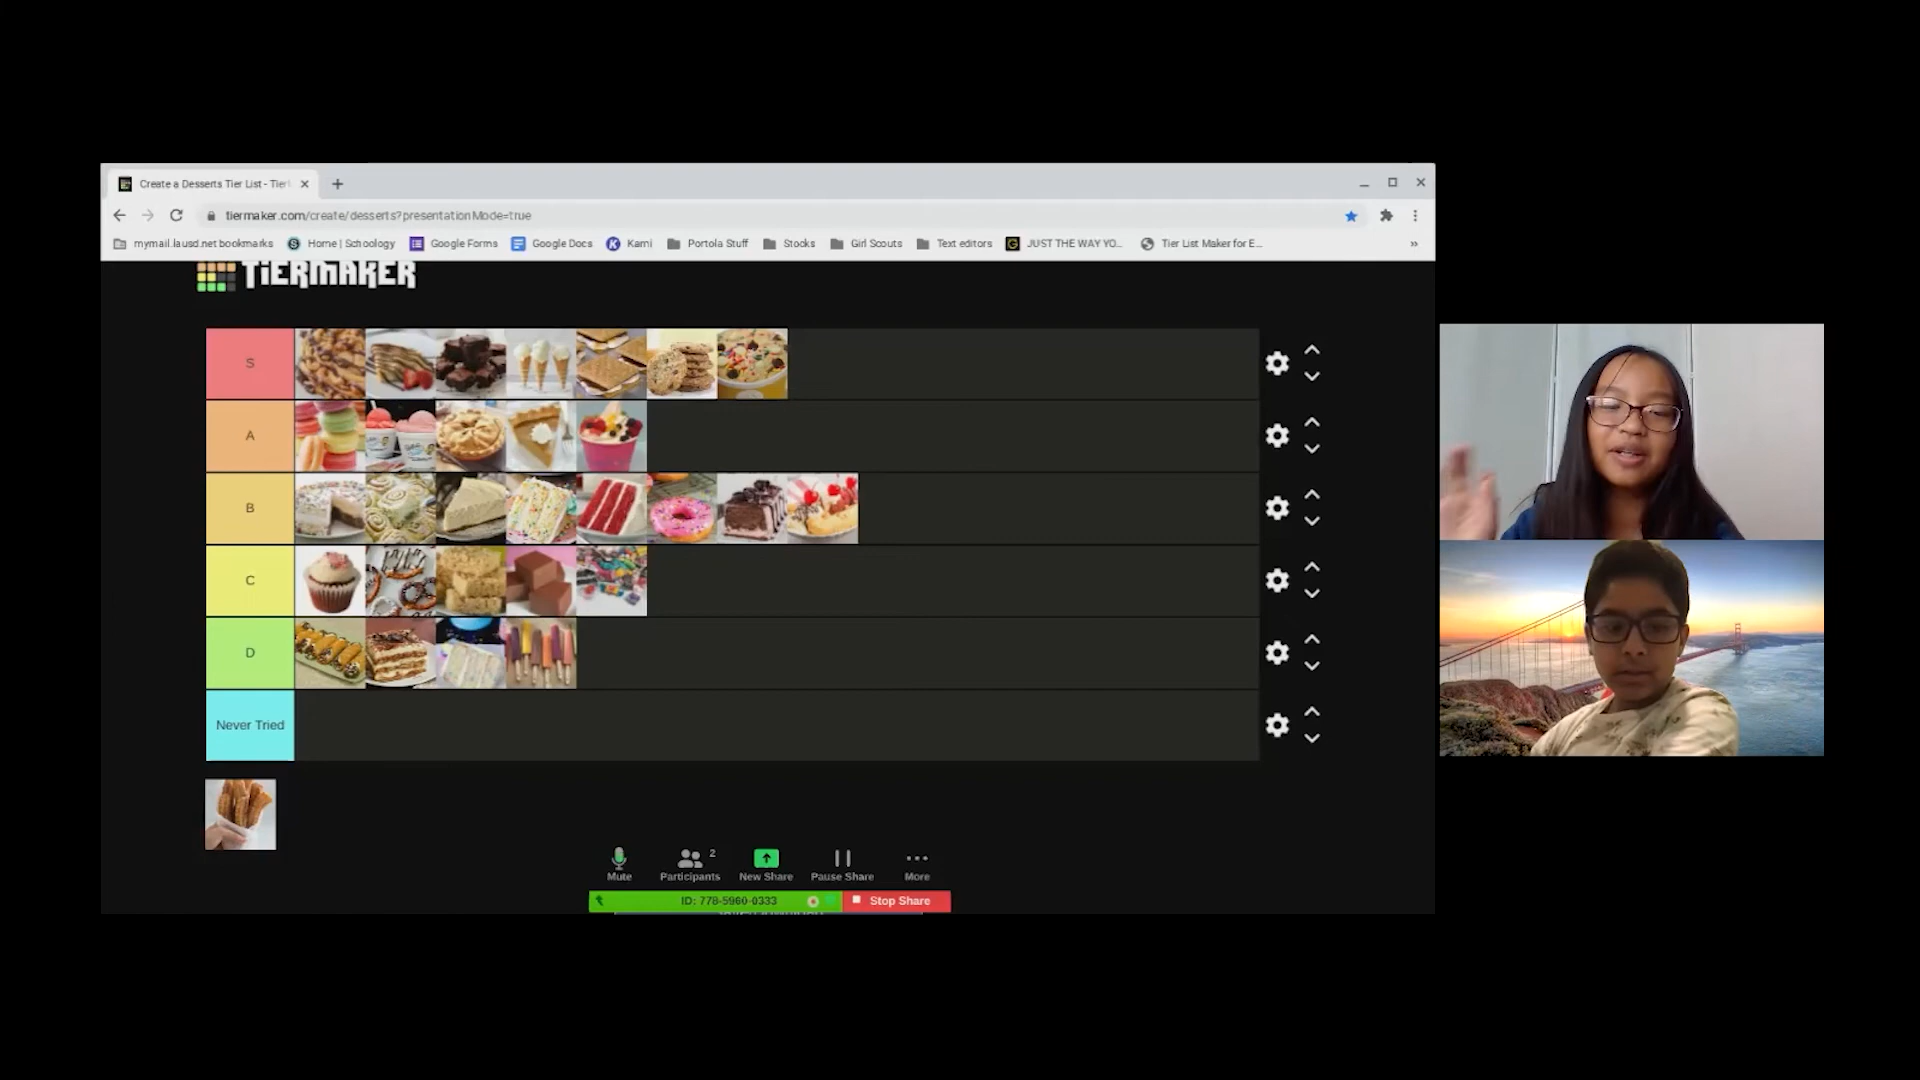 Create a Desserts Tier List - Tier
tiermaker.com/create/desserts?presentationMode=true
mymail.lausd.net bookmarks Home | Schoology Google Forms Google Docs Kami Portola Stuff Stocks Girl Scouts Text editors JUST THE WAY YO... Tier List Maker for E... »
TiERMAKER
S
A
B
C
D
Never Tried
2
Mute Participants New Share Pause Share More
ID: 778-5960-0333 Stop Share